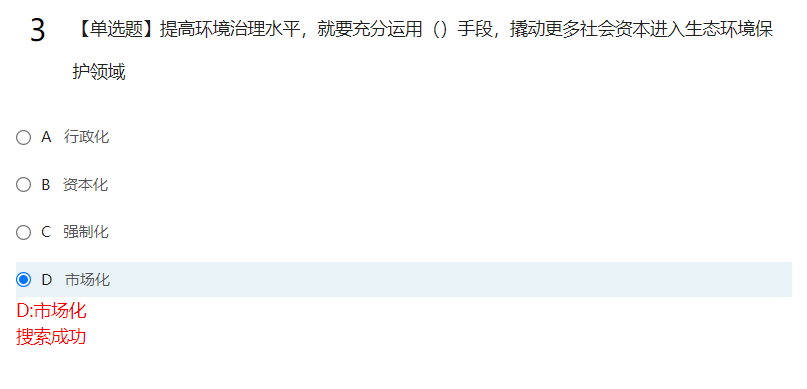 3 【单选题】提高环境治理水平，就要充分运用（）手段，撬动更多社会资本进入生态环境保
护领域
A 行政化
B 资本化
C 强制化
D 市场化
D:市场化
搜索成功